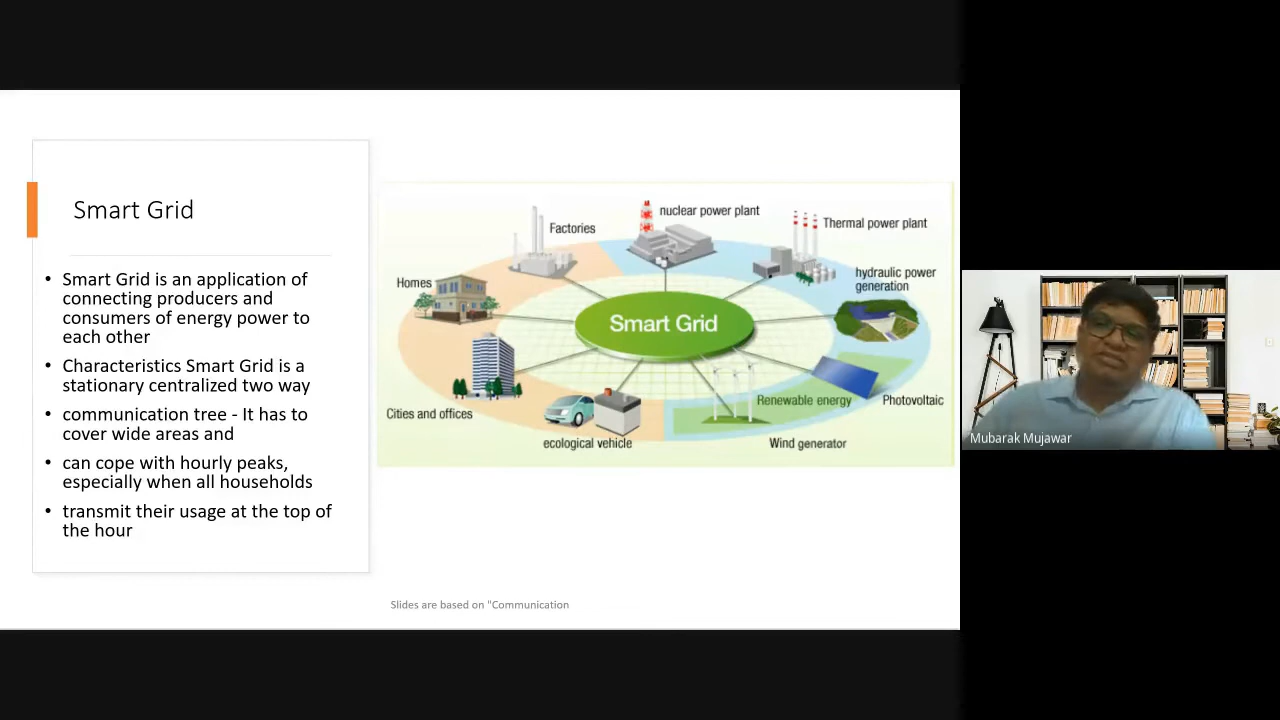 Smart Grid
• Smart Grid is an application of
connecting producers and
consumers of energy power to
each other
• Characteristics Smart Grid is a
stationary centralized two way
• communication tree - It has to
cover wide areas and
• can cope with hourly peaks,
especially when all households
• transmit their usage at the top of
the hour
nuclear power plant
Factories
Thermal power plant
Homes
hydraulic power
generation
Smart Grid
Renewable energy
Photovoltaic
Cities and offices
ecological vehicle
Wind generator
Slides are based on "Communication
Mubarak Mujawar